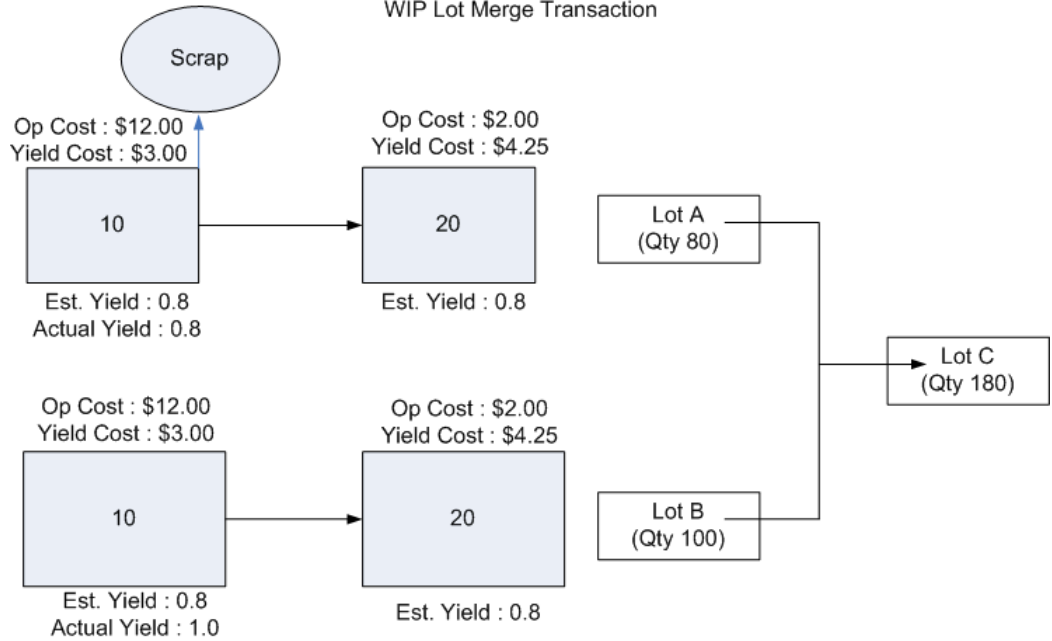 WIP Lot Merge Transaction
Scrap
Op Cost : $12.00
Yield Cost : $3.00
10
Est. Yield : 0.8
Actual Yield : 0.8
Op Cost : $2.00
Yield Cost : $4.25
20
Est. Yield : 0.8
Lot A
(Qty 80)
Lot C
(Qty 180)
Op Cost : $12.00
Yield Cost : $3.00
10
Est. Yield : 0.8
Actual Yield : 1.0
Op Cost : $2.00
Yield Cost : $4.25
20
Est. Yield : 0.8
Lot B
(Qty 100)